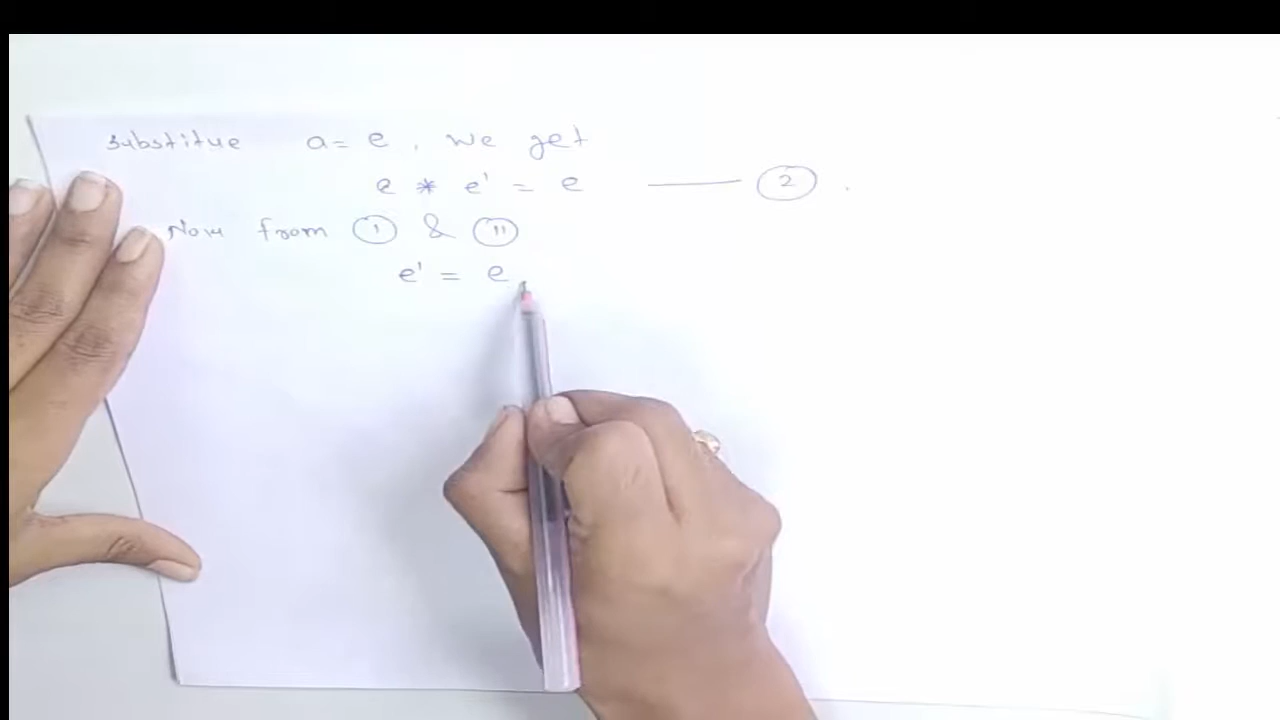 substitue a = e , we get
e * e' = e —— 2 .
Now from 1 & 11
e' = e